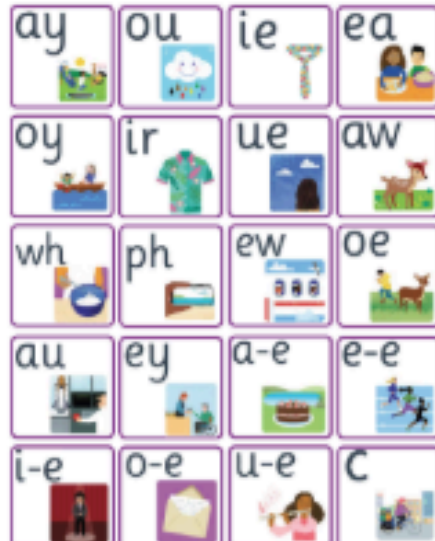 ay ou ie ea
oy ir ue aw
wh ph ew oe
au ey a-e e-e
i-e o-e u-e c